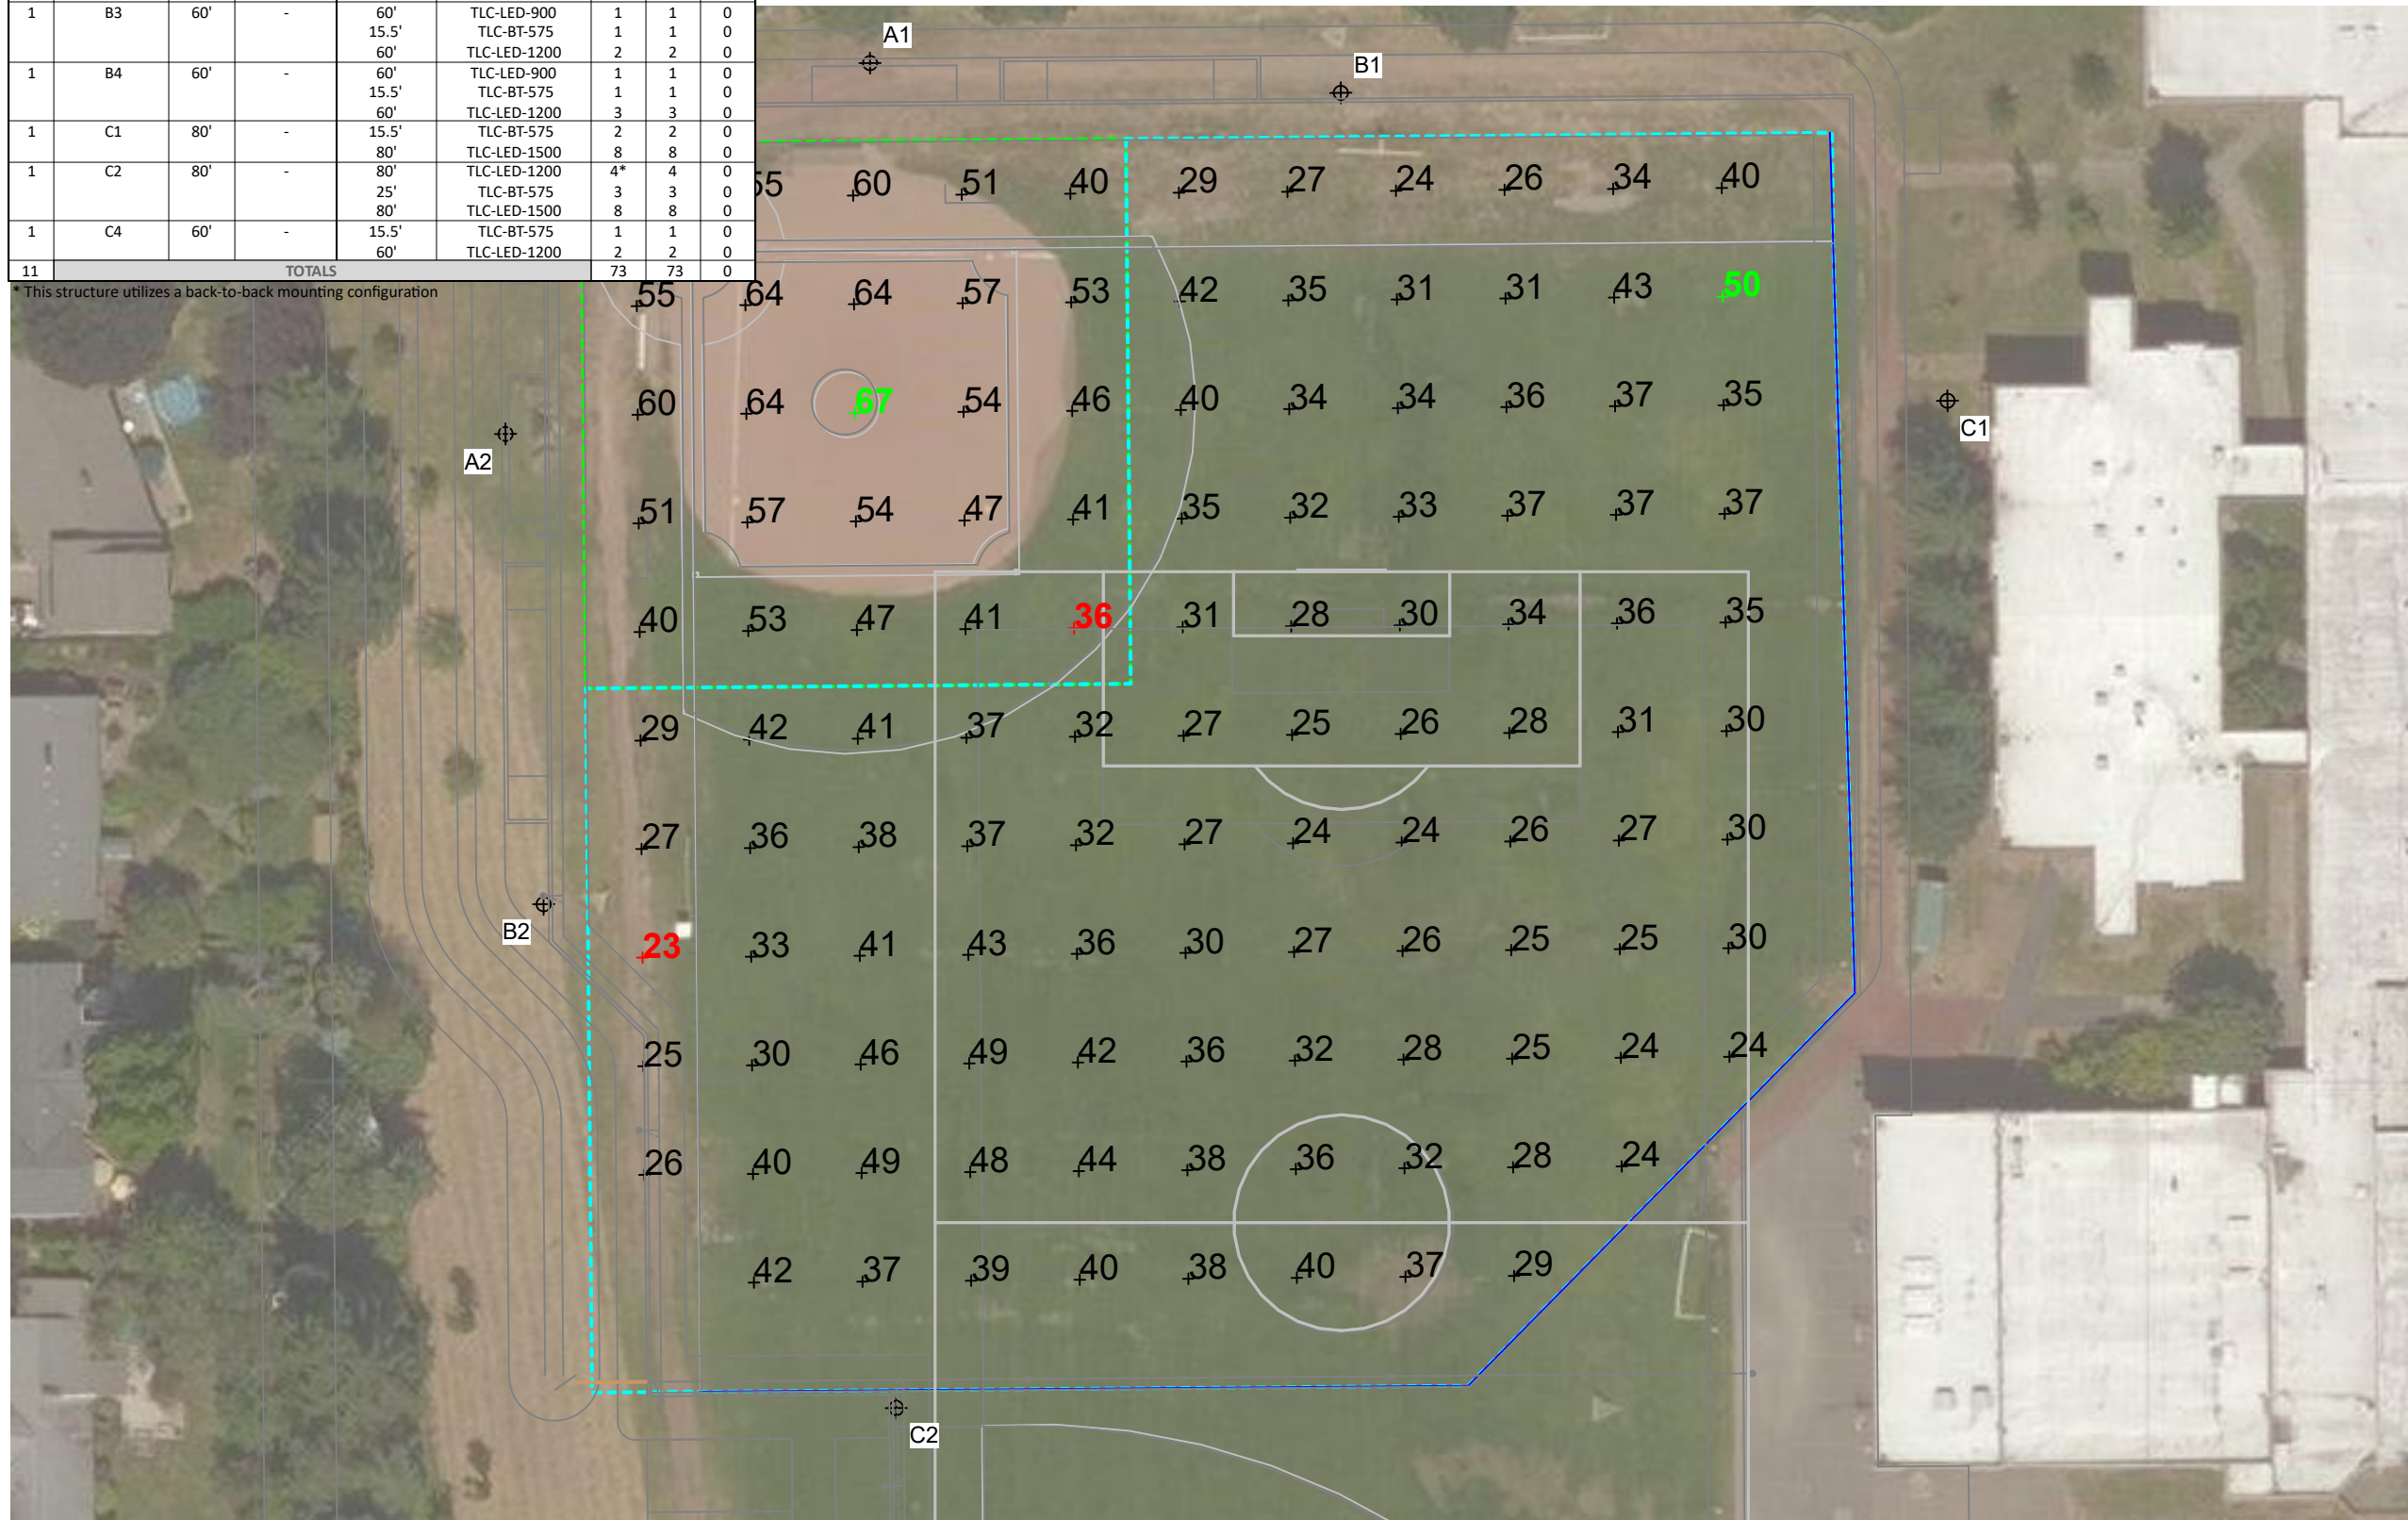 1 B3 60' - 60' TLC-LED-900 1 1 0
15.5' TLC-BT-575 1 1 0
60' TLC-LED-1200 2 2 0
1 B4 60' - 60' TLC-LED-900 1 1 0
15.5' TLC-BT-575 1 1 0
60' TLC-LED-1200 3 3 0
1 C1 80' - 15.5' TLC-BT-575 2 2 0
80' TLC-LED-1500 8 8 0
1 C2 80' - 80' TLC-LED-1200 4* 4 0
25' TLC-BT-575 3 3 0
80' TLC-LED-1500 8 8 0
1 C4 60' - 15.5' TLC-BT-575 1 1 0
60' TLC-LED-1200 2 2 0
11 TOTALS 73 73 0
* This structure utilizes a back-to-back mounting configuration
A1
B1
55 60 51 40 29 27 24 26 34 40
55 64 64 57 53 42 35 31 31 43 50
60 64 67 54 46 40 34 34 36 37 35
C1
A2
51 57 54 47 41 35 32 33 37 37 37
40 53 47 41 36 31 28 30 34 36 35
29 42 41 37 32 27 25 26 28 31 30
27 36 38 37 32 27 24 24 26 27 30
B2
23 33 41 43 36 30 27 26 25 25 30
25 30 46 49 42 36 32 28 25 24 24
26 40 49 48 44 38 36 32 28 24
42 37 39 40 38 40 37 29
C2